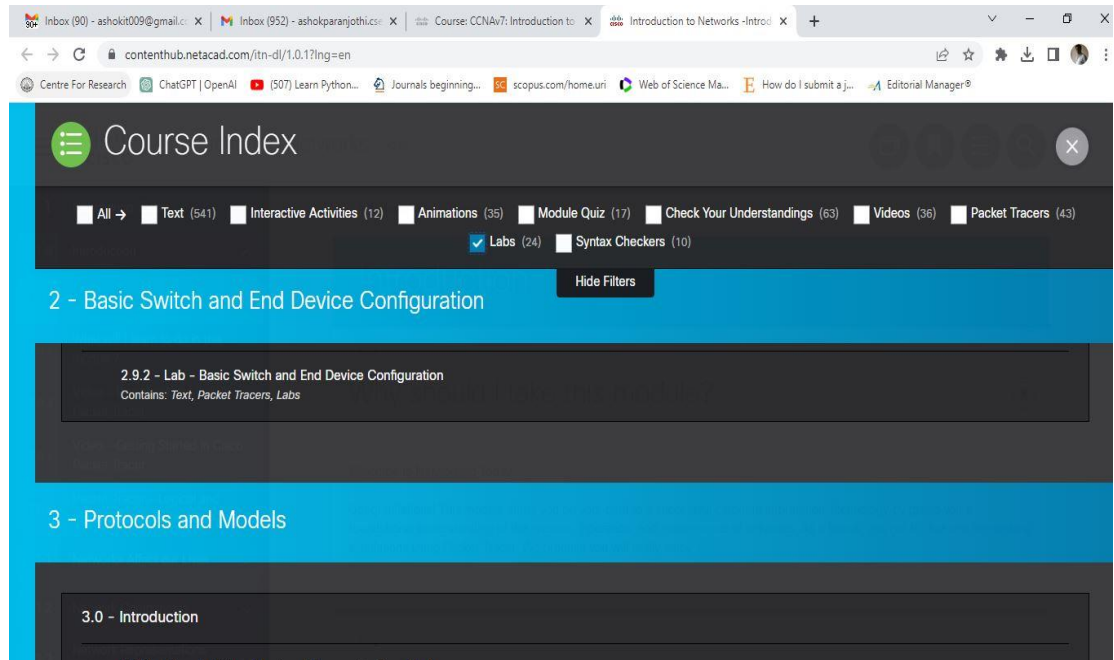 90+ Inbox (90) - ashokit009@gmail.c
Inbox (952) - ashokparanjothi.cse
Course: CCNAv7: Introduction to
Introduction to Networks -Introd
contenthub.netacad.com/itn-dl/1.0.1?lng=en
Centre For Research
ChatGPT | OpenAI
(507) Learn Python...
Journals beginning...
SC scopus.com/home.uri
Web of Science Ma...
E How do I submit a j...
Editorial Manager®
Course Index
All → Text (541) Interactive Activities (12) Animations (35) Module Quiz (17) Check Your Understandings (63) Videos (36) Packet Tracers (43)
Labs (24) Syntax Checkers (10)
Hide Filters
2 - Basic Switch and End Device Configuration
2.9.2 - Lab - Basic Switch and End Device Configuration
Contains: Text, Packet Tracers, Labs
3 - Protocols and Models
3.0 - Introduction